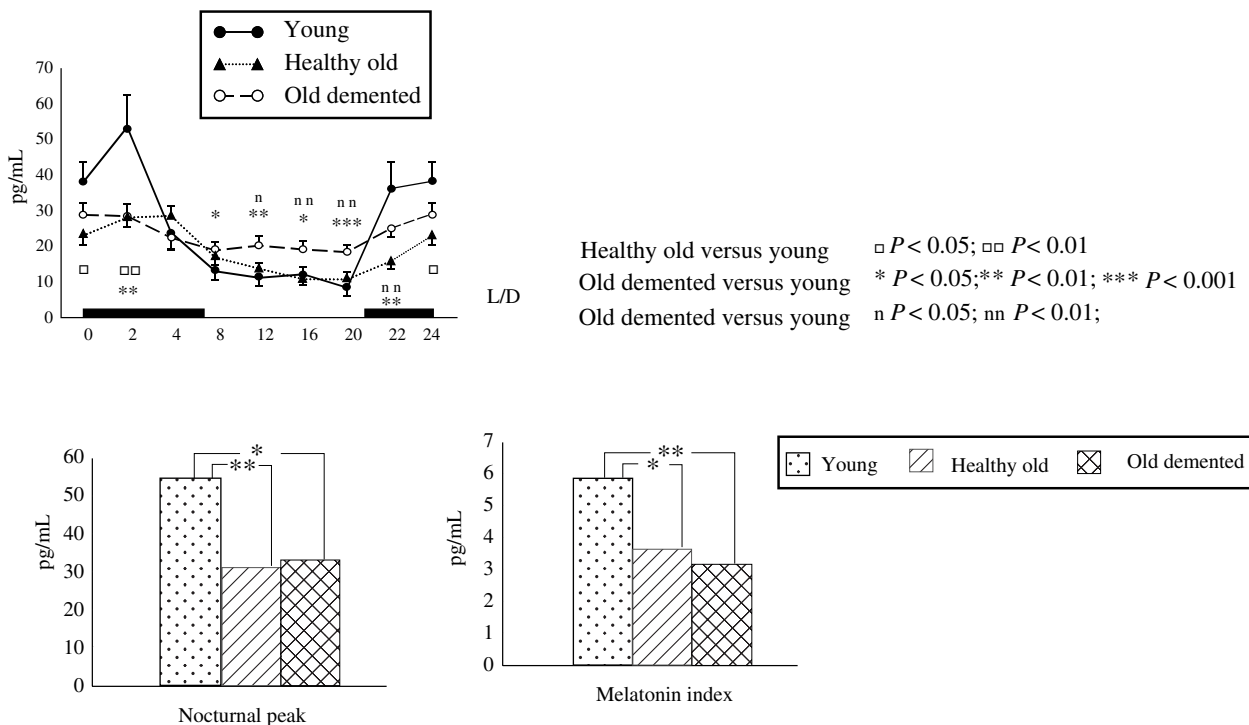 Young
Healthy old
Old demented
70
60
50
40
30
20
10
0
pg/mL
* n ** n n * n n ***
□ □□ ** n n ** □
L/D
0 2 4 8 12 16 20 22 24
Healthy old versus young □ P < 0.05; □□ P < 0.01
Old demented versus young * P < 0.05;** P < 0.01; *** P < 0.001
Old demented versus young n P < 0.05; nn P < 0.01;
60
50
40
30
20
10
0
pg/mL
*
**
Nocturnal peak
7
6
5
4
3
2
1
0
pg/mL
**
*
Melatonin index
Young Healthy old Old demented